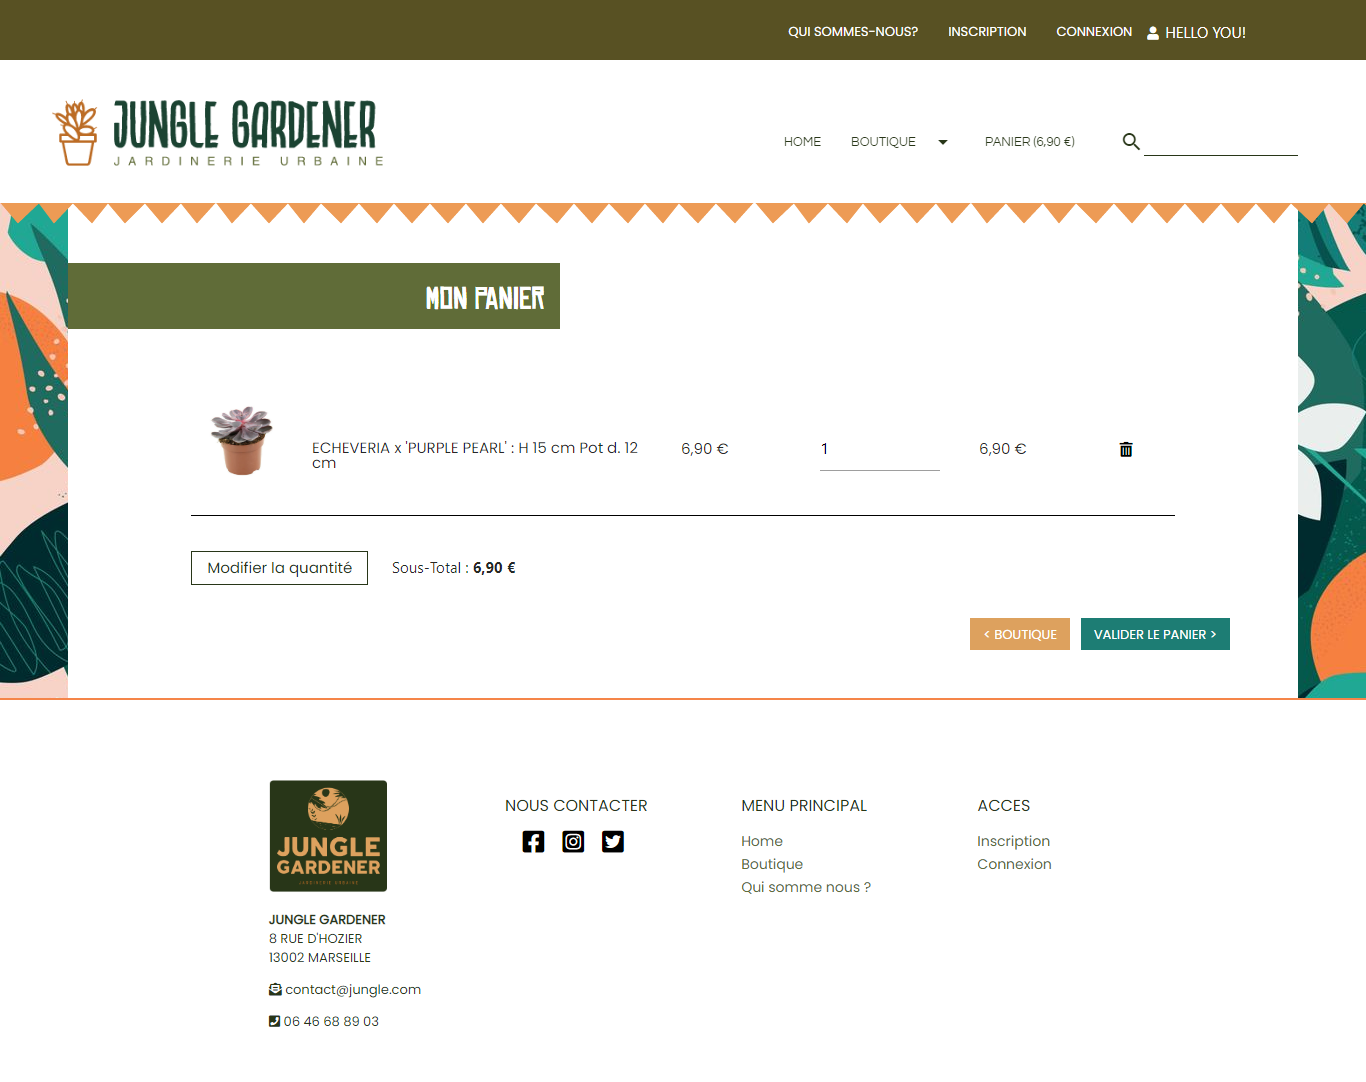 QUI SOMMES-NOUS?
INSCRIPTION
CONNEXION
HELLO YOU!
JUNGLE GARDENER
JARDINERIE URBAINE
HOME
BOUTIQUE
PANIER (6,90 €)
MON PANIER
ECHEVERIA x 'PURPLE PEARL' : H 15 cm Pot d. 12
cm
6,90 €
1
6,90 €
Modifier la quantité
Sous-Total : 6,90 €
< BOUTIQUE
VALIDER LE PANIER >
JUNGLE
GARDENER
JARDINERIE URBAINE
JUNGLE GARDENER
8 RUE D'HOZIER
13002 MARSEILLE
contact@jungle.com
06 46 68 89 03
NOUS CONTACTER
MENU PRINCIPAL
Home
Boutique
Qui somme nous ?
ACCES
Inscription
Connexion